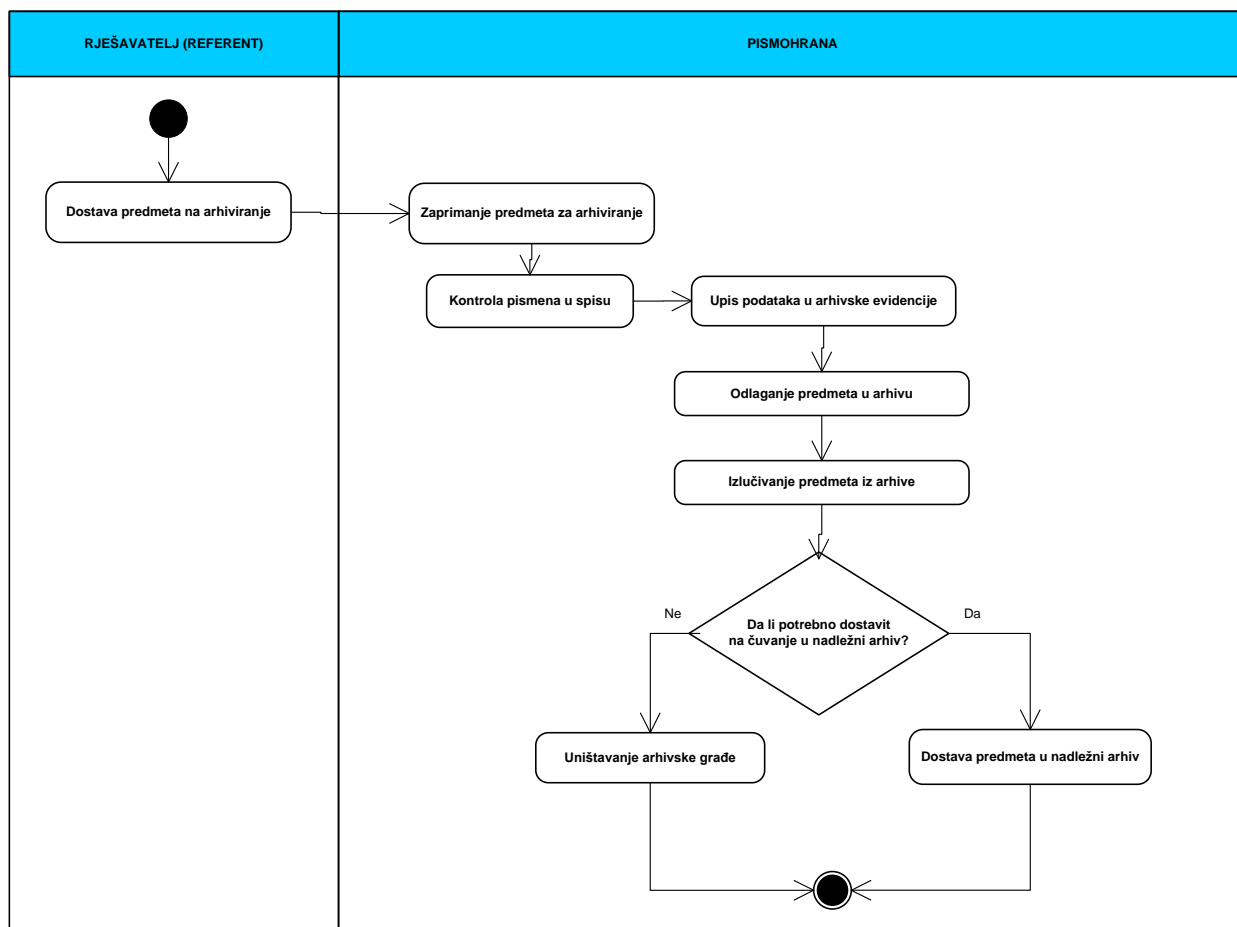 RJEŠAVATELJ (REFERENT)
PISMOHRANA
Dostava predmeta na arhiviranje
Zaprimanje predmeta za arhiviranje
Kontrola pismena u spisu
Upis podataka u arhivske evidencije
Odlaganje predmeta u arhivu
Izlučivanje predmeta iz arhive
Da li potrebno dostavit
na čuvanje u nadležni arhiv?
Ne
Da
Uništavanje arhivske građe
Dostava predmeta u nadležni arhiv